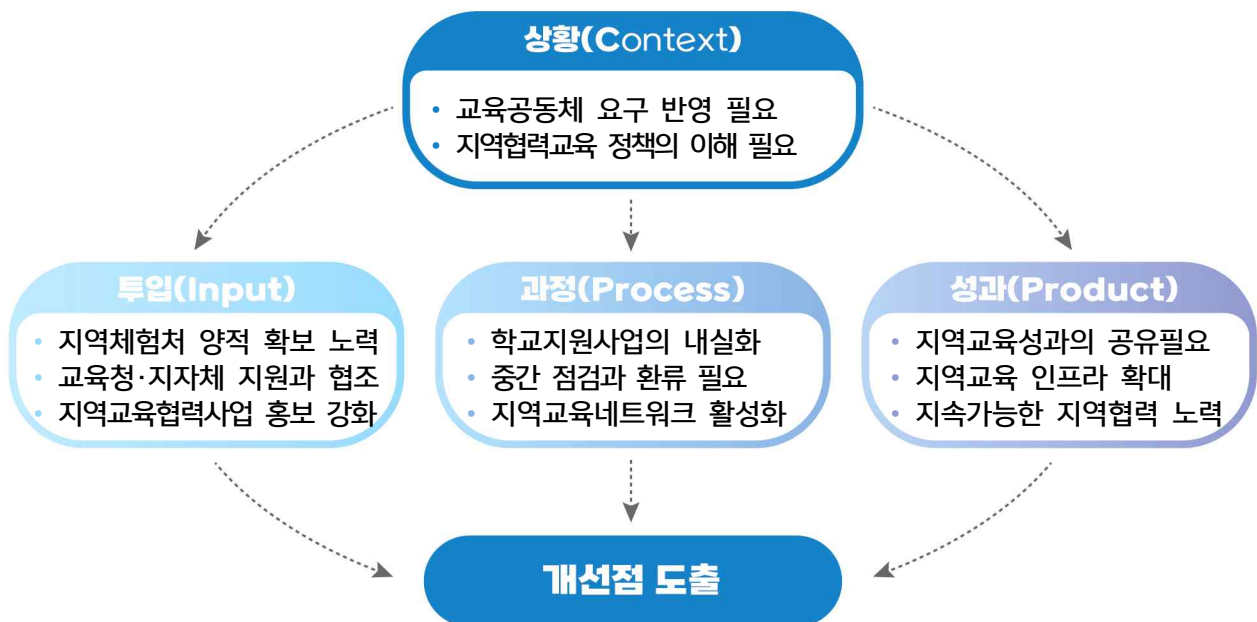 상황(Context)
• 교육공동체 요구 반영 필요
• 지역협력교육 정책의 이해 필요
투입(Input)
• 지역체험처 양적 확보 노력
• 교육청·지자체 지원과 협조
• 지역교육협력사업 홍보 강화
과정(Process)
• 학교지원사업의 내실화
• 중간 점검과 환류 필요
• 지역교육네트워크 활성화
성과(Product)
• 지역교육성과의 공유필요
• 지역교육 인프라 확대
• 지속가능한 지역협력 노력
개선점 도출